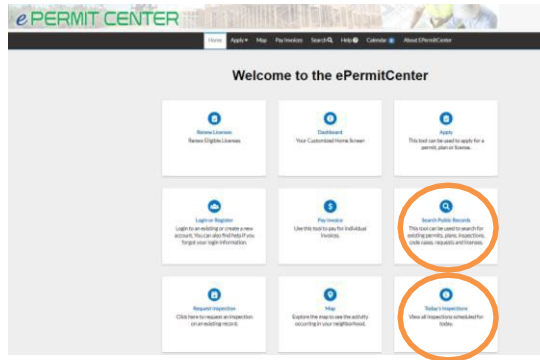 e PERMIT CENTER
Home Apply Map Pay Invoices Search Help Calendar About EPermitCenter
Welcome to the ePermitCenter
Renew Licenses
Renew Eligible Licenses
Dashboard
Your Customized Home Screen
Apply
This tool can be used to apply for a
permit, plan or license.
Login or Register
Login to an existing or create a new
account. You can also find help if you
forgot your login information.
Pay Invoice
Use this tool to pay for individual
invoices.
Search Public Records
This tool can be used to search for
existing permits, plans, inspections,
code cases, requests and licenses.
Request Inspection
Click here to request an inspection
on an existing record.
Map
Explore the map to see the activity
occurring in your neighborhood.
Today's Inspections
View all inspections scheduled for
today.